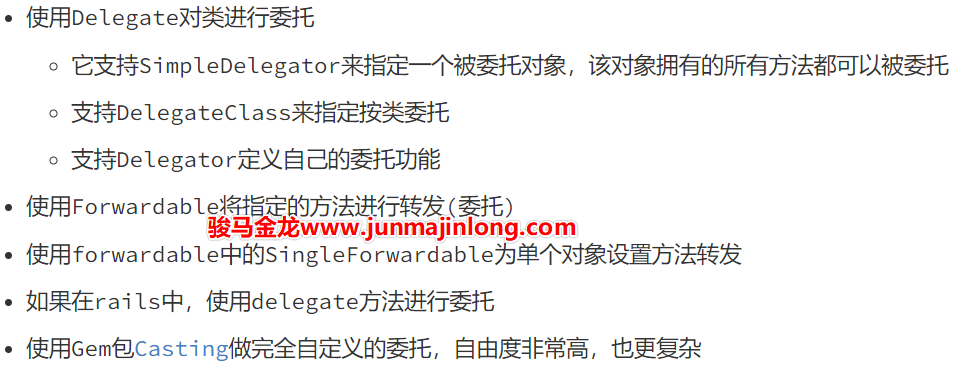 使用Delegate对类进行委托
它支持SimpleDelegator来指定一个被委托对象，该对象拥有的所有方法都可以被委托
支持DelegateClass来指定按类委托
支持Delegator定义自己的委托功能
使用Forwardable将指定的方法进行转发(委托)
骏马金龙www.junmajinlong.com
使用forwardable中的SingleForwardable为单个对象设置方法转发
如果在rails中，使用delegate方法进行委托
使用Gem包Casting做完全自定义的委托，自由度非常高，也更复杂